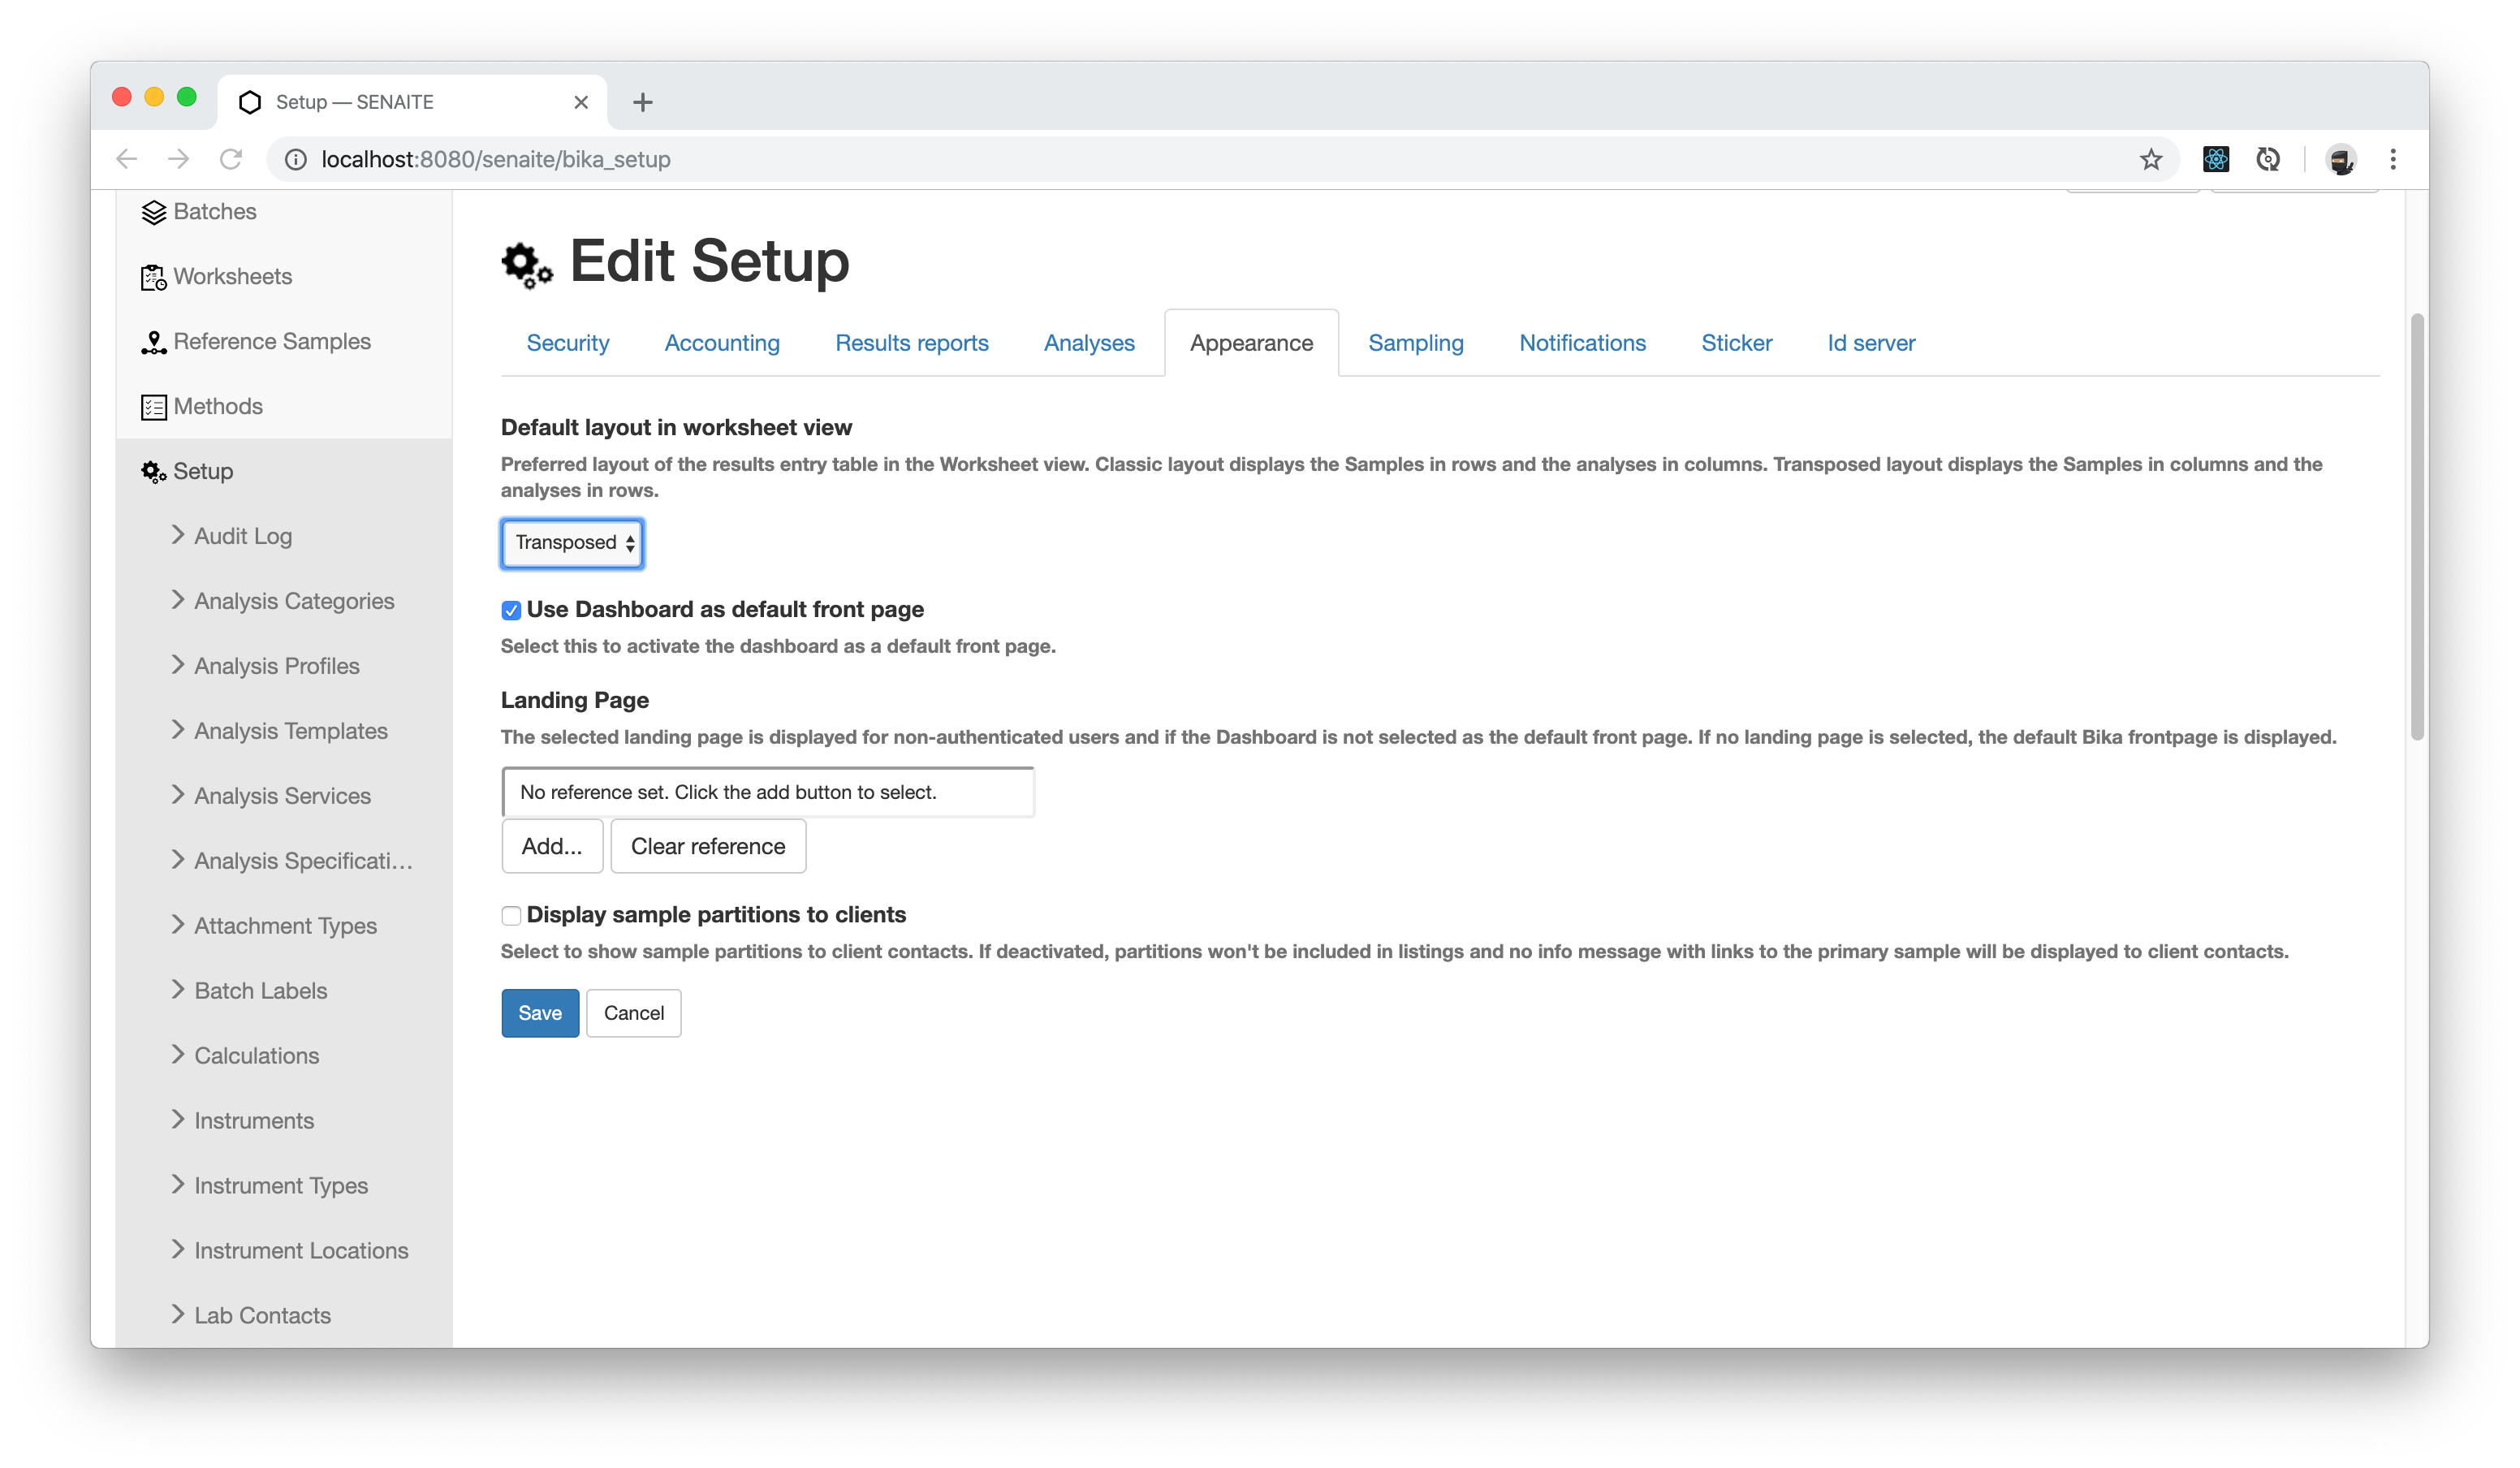 Setup — SENAITE
localhost:8080/senaite/bika_setup
Batches
Worksheets
Reference Samples
Methods
Setup
Audit Log
Analysis Categories
Analysis Profiles
Analysis Templates
Analysis Services
Analysis Specificati…
Attachment Types
Batch Labels
Calculations
Instruments
Instrument Types
Instrument Locations
Lab Contacts
Edit Setup
Security Accounting Results reports Analyses Appearance Sampling Notifications Sticker Id server
Default layout in worksheet view
Preferred layout of the results entry table in the Worksheet view. Classic layout displays the Samples in rows and the analyses in columns. Transposed layout displays the Samples in columns and the
analyses in rows.
Transposed
Use Dashboard as default front page
Select this to activate the dashboard as a default front page.
Landing Page
The selected landing page is displayed for non-authenticated users and if the Dashboard is not selected as the default front page. If no landing page is selected, the default Bika frontpage is displayed.
No reference set. Click the add button to select.
Add... Clear reference
Display sample partitions to clients
Select to show sample partitions to client contacts. If deactivated, partitions won't be included in listings and no info message with links to the primary sample will be displayed to client contacts.
Save Cancel